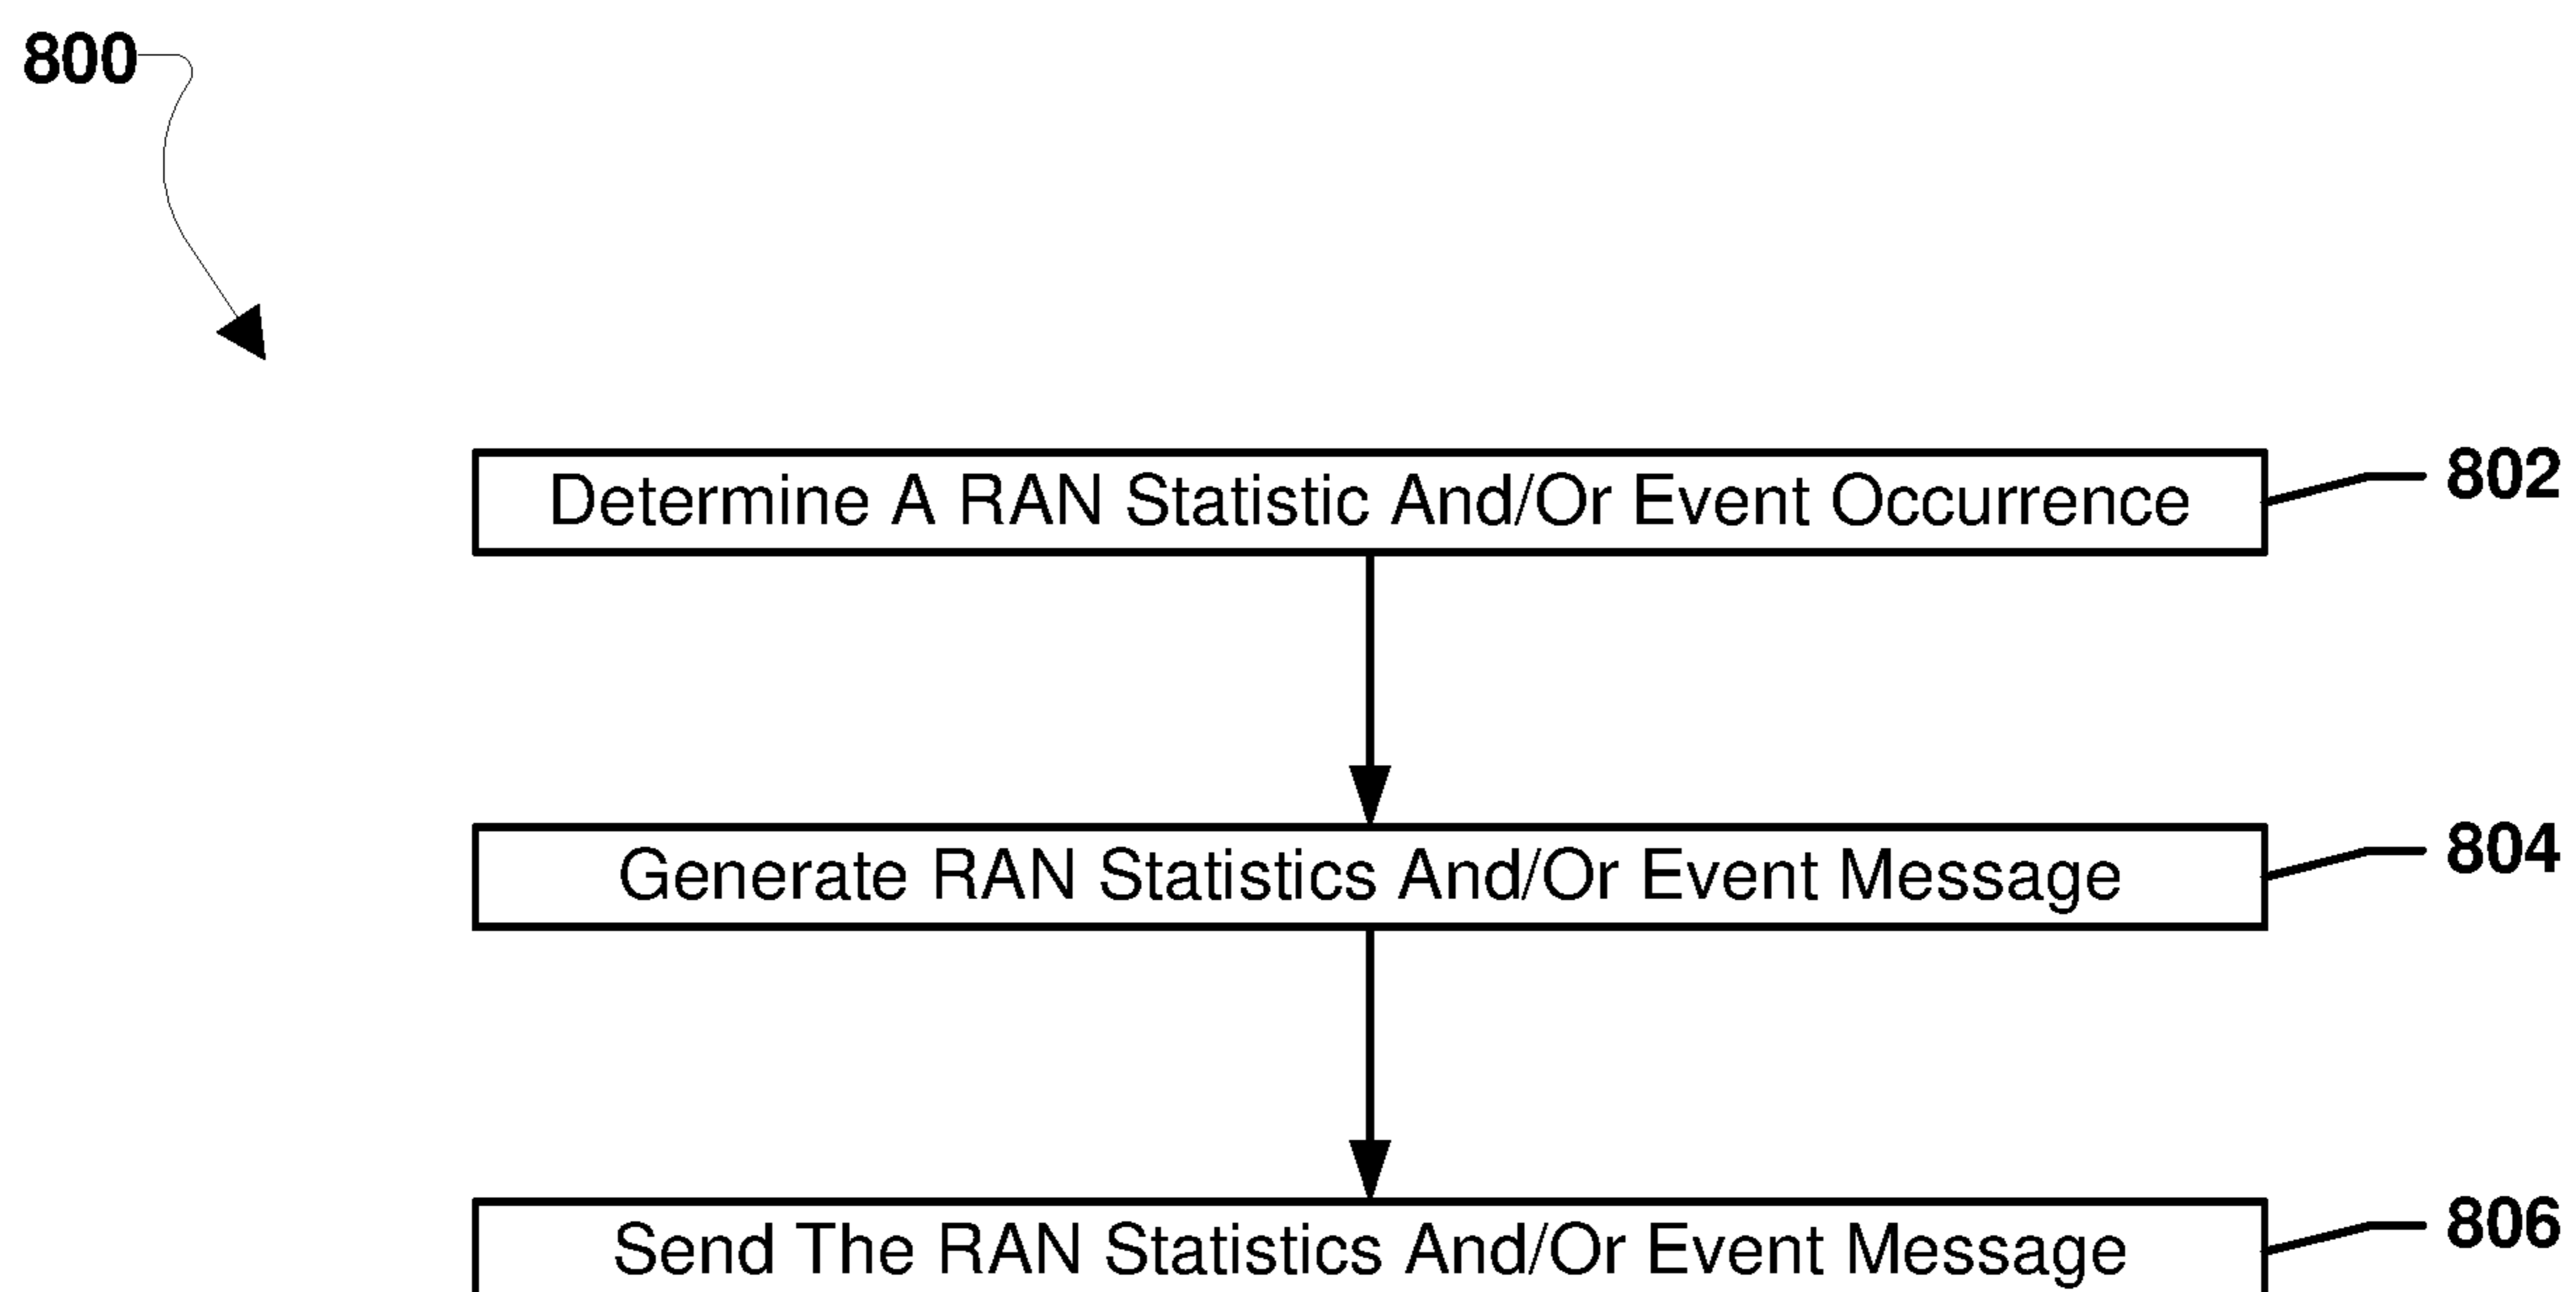 800
Determine A RAN Statistic And/Or Event Occurrence
802
Generate RAN Statistics And/Or Event Message
804
Send The RAN Statistics And/Or Event Message
806